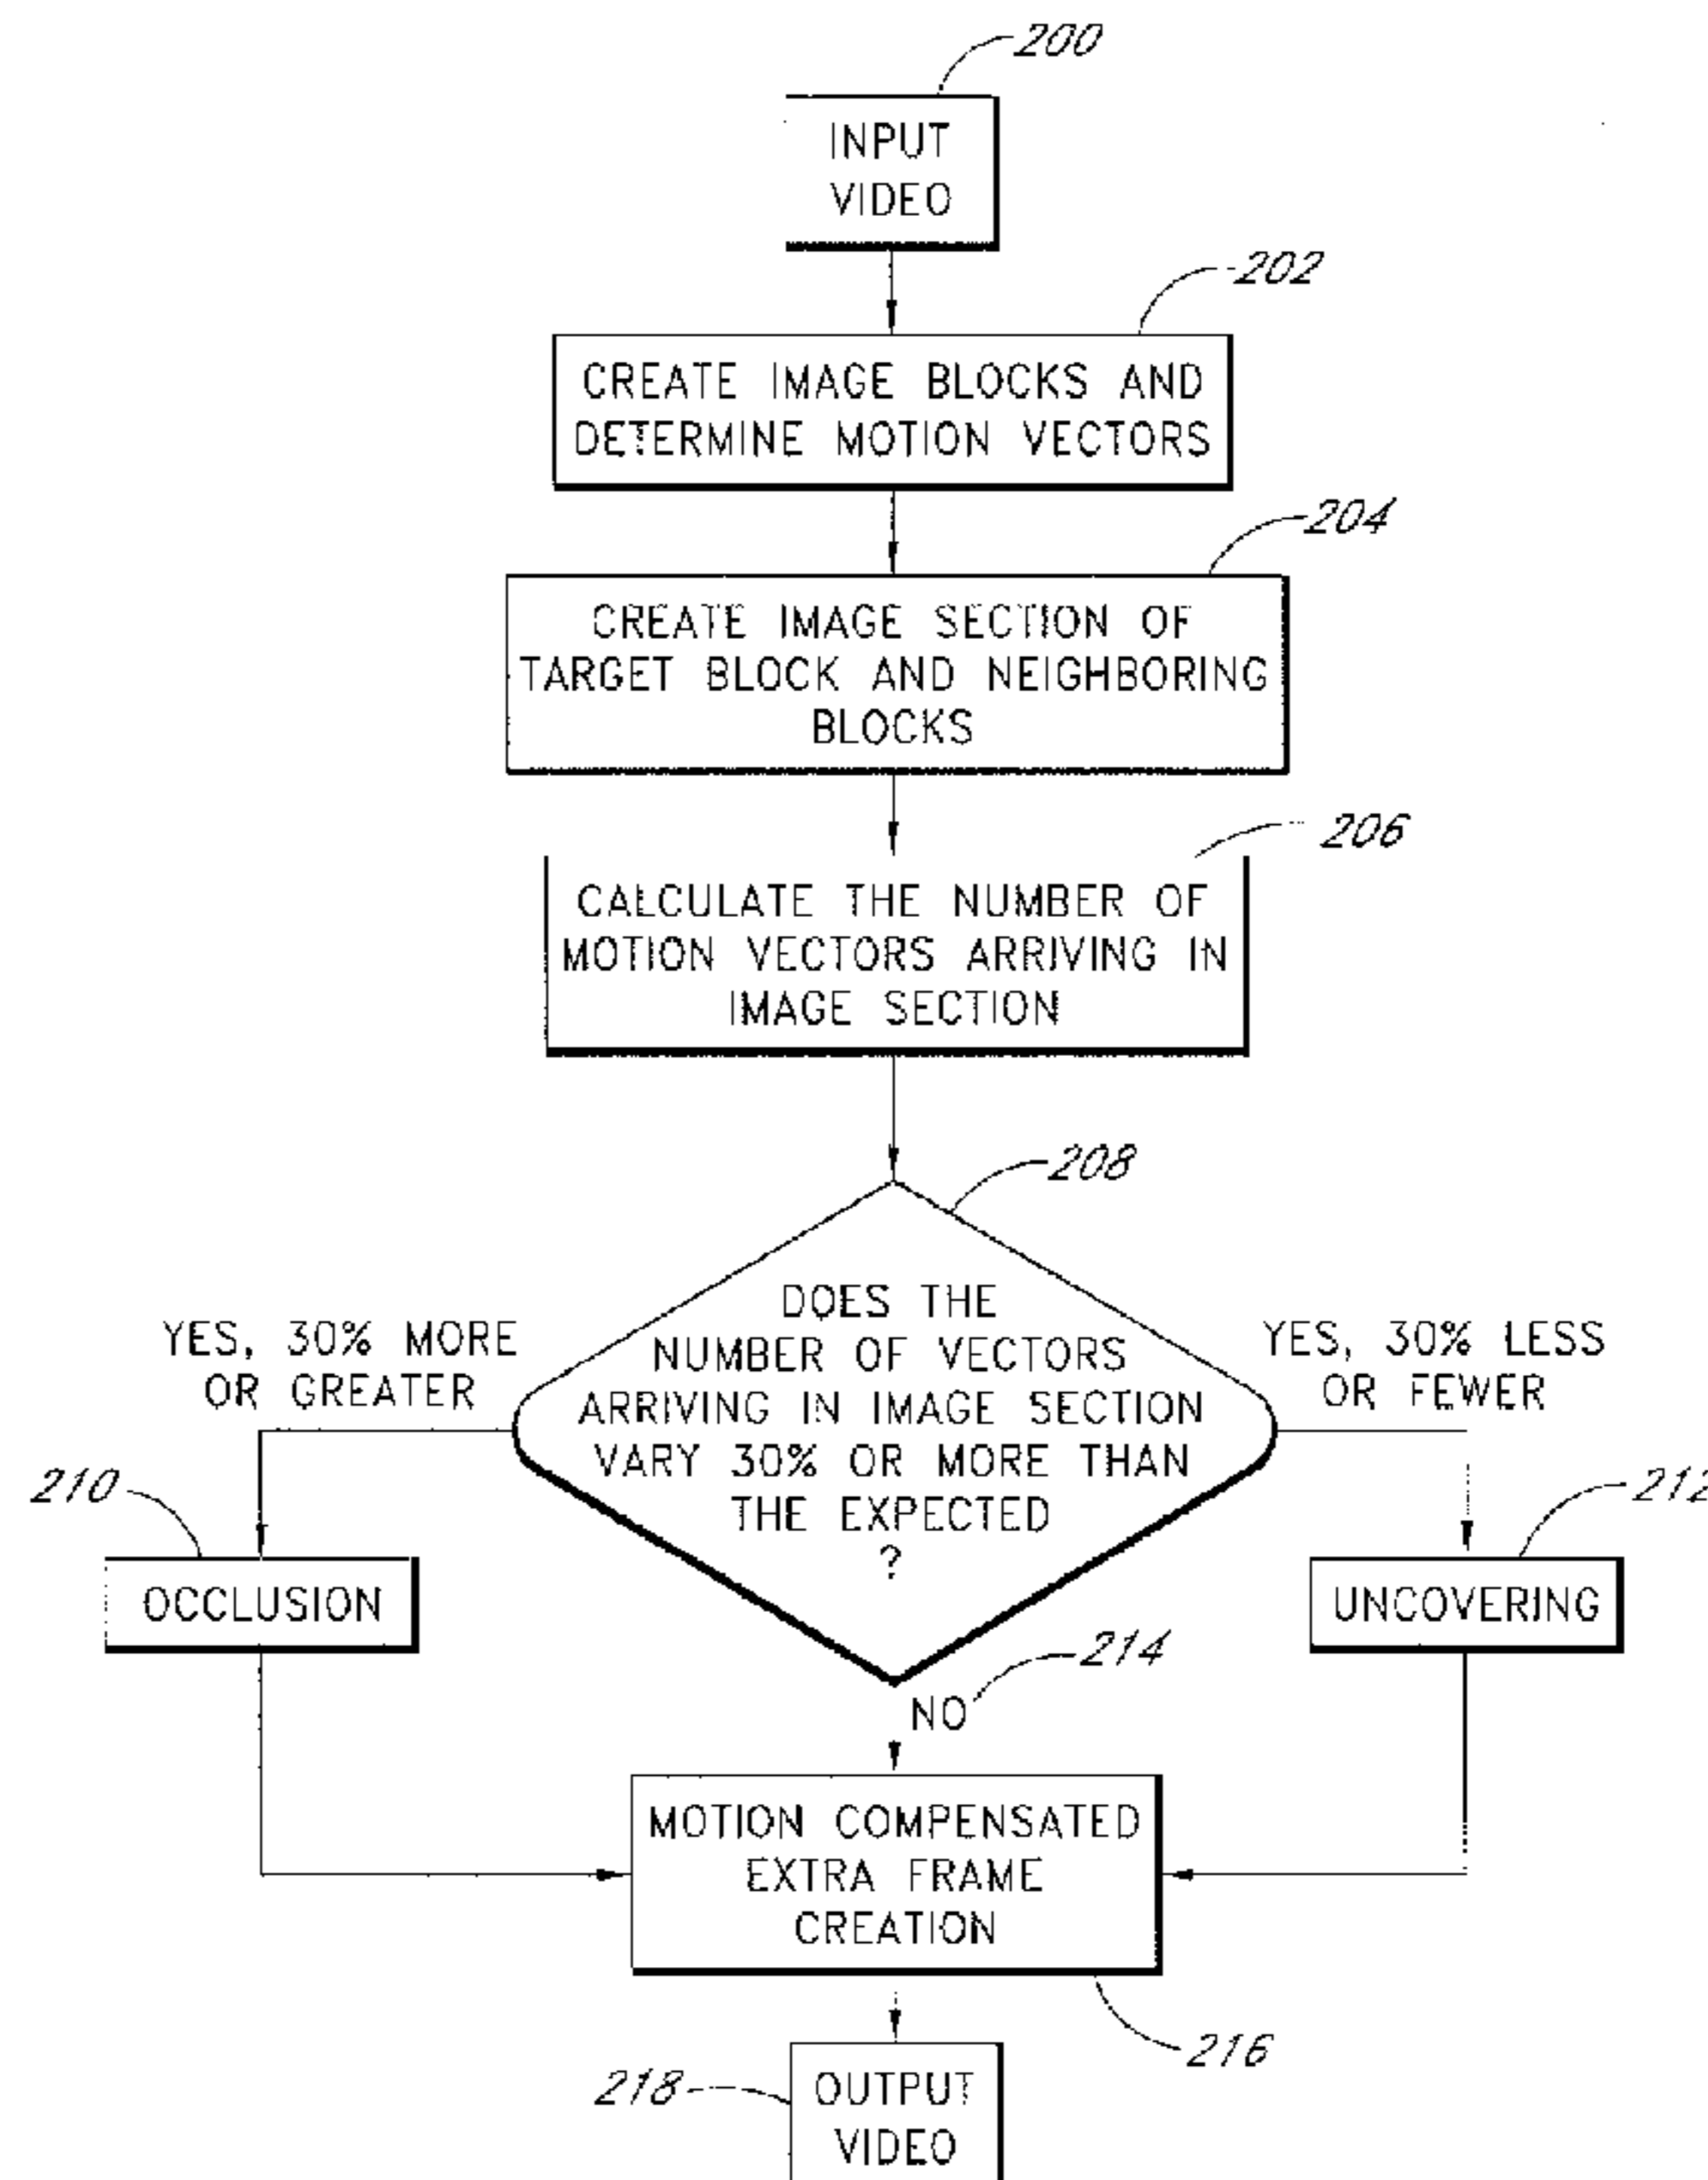 200
INPUT
VIDEO
202
CREATE IMAGE BLOCKS AND
DETERMINE MOTION VECTORS
204
CREATE IMAGE SECTION OF
TARGET BLOCK AND NEIGHBORING
BLOCKS
206
CALCULATE THE NUMBER OF
MOTION VECTORS ARRIVING IN
IMAGE SECTION
208
DOES THE
NUMBER OF VECTORS
ARRIVING IN IMAGE SECTION
VARY 30% OR MORE THAN
THE EXPECTED
?
YES, 30% MORE
OR GREATER
YES, 30% LESS
OR FEWER
210
OCCLUSION
212
UNCOVERING
214
NO
MOTION COMPENSATED
EXTRA FRAME
CREATION
216
218
OUTPUT
VIDEO